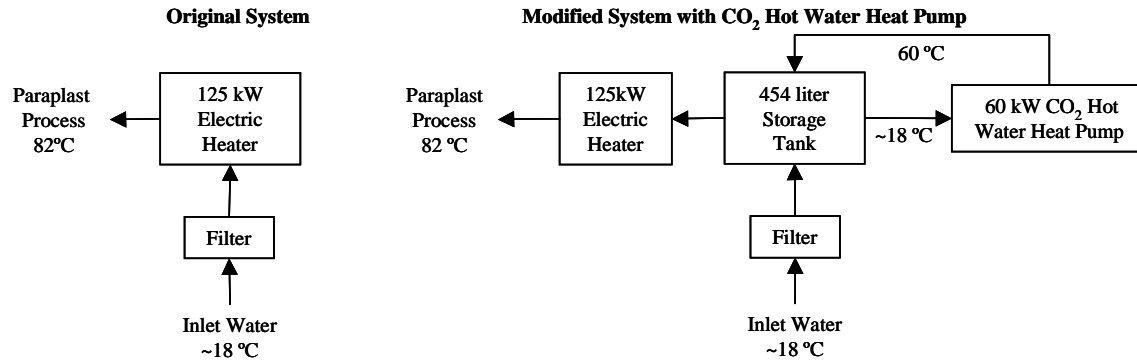 Original System
125 kW
Electric
Heater
Paraplast
Process
82ºC
Filter
Inlet Water
~18 ºC
Modified System with CO₂ Hot Water Heat Pump
60 ºC
Paraplast
Process
82 ºC
125kW
Electric
Heater
454 liter
Storage
Tank
~18 ºC
60 kW CO₂ Hot
Water Heat Pump
Filter
Inlet Water
~18 ºC